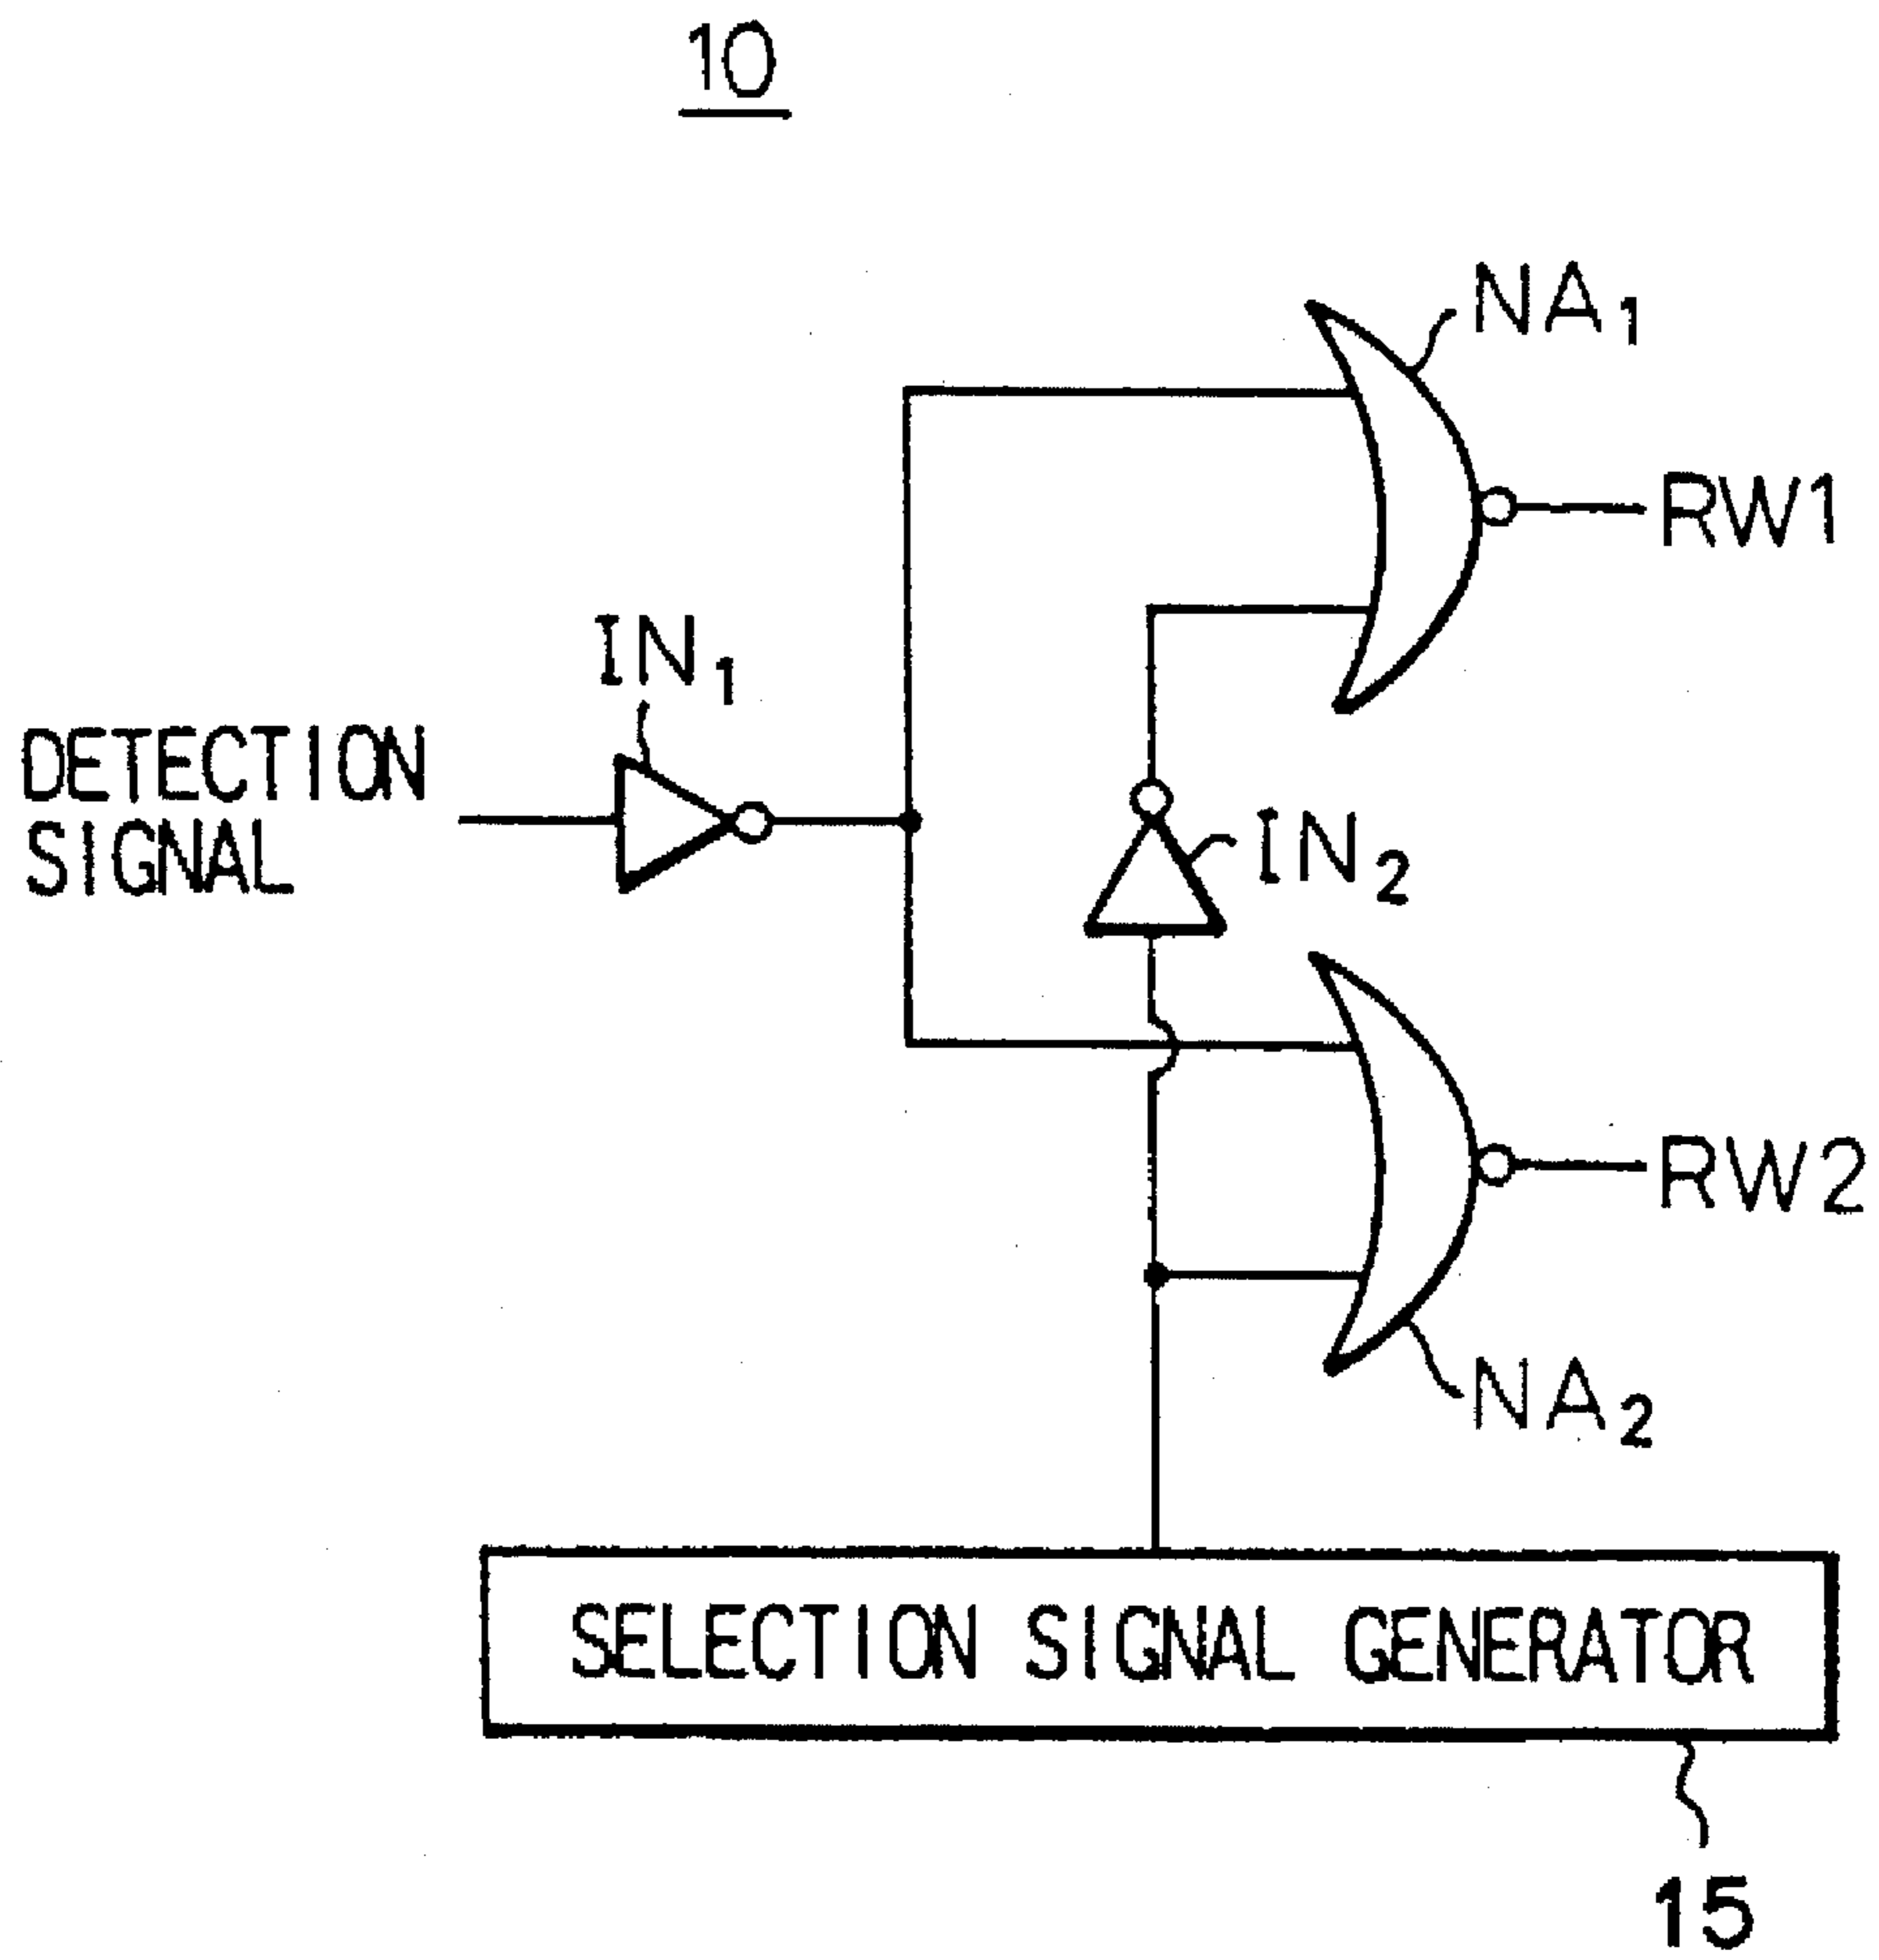 10
NA1
RW1
IN1
DETECTION
SIGNAL
IN2
RW2
NA2
SELECTION SIGNAL GENERATOR
15